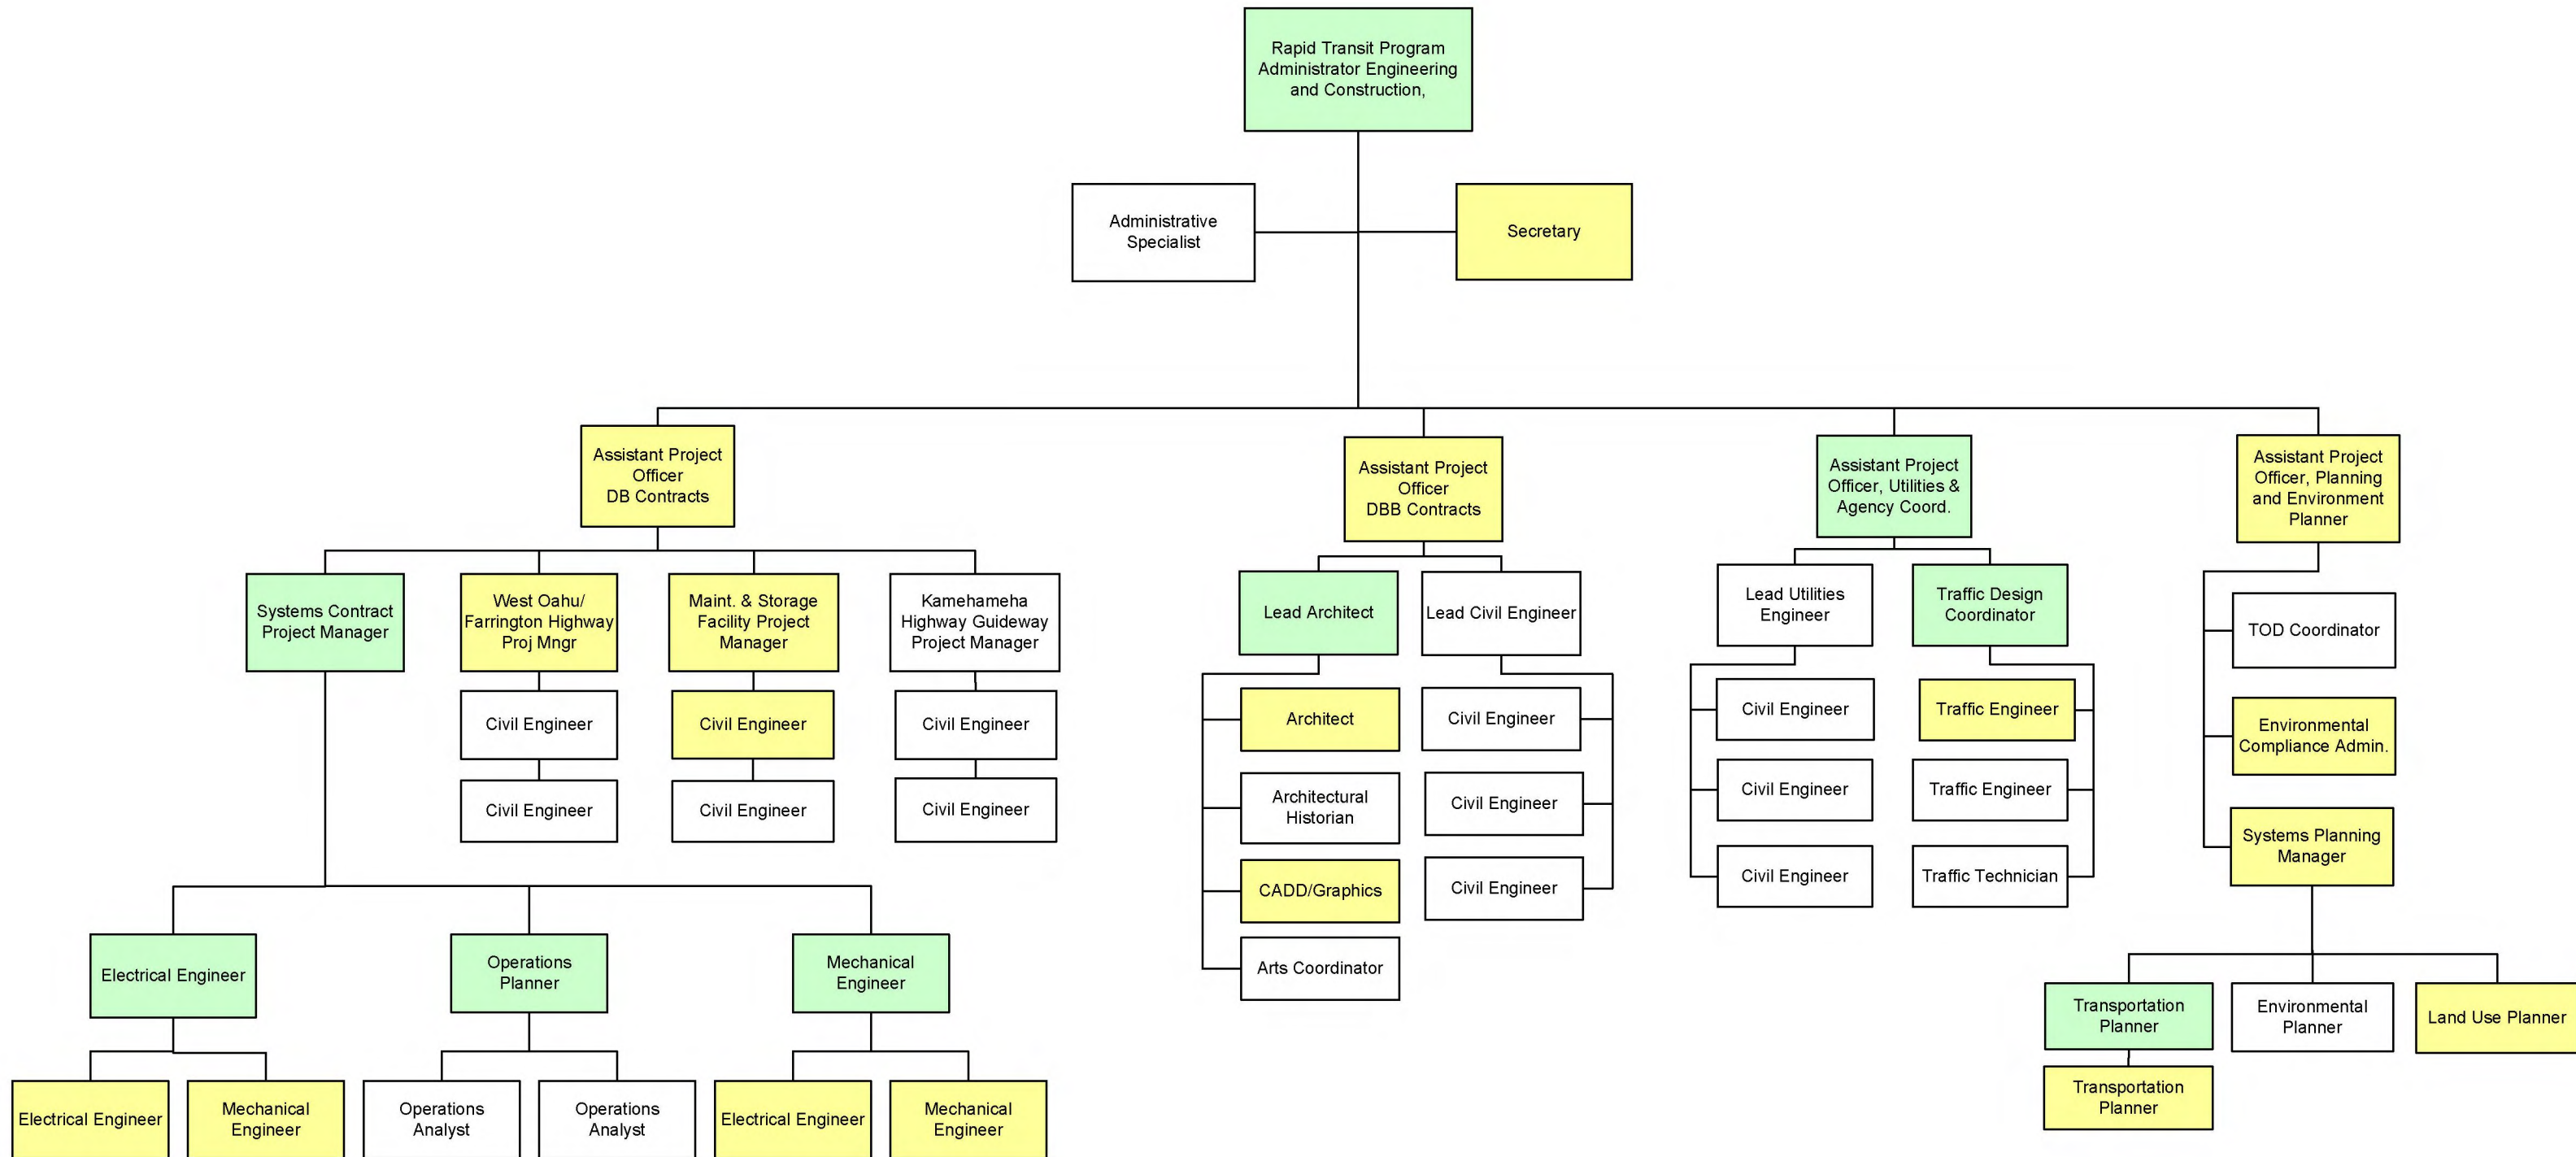 Rapid Transit Program
Administrator Engineering
and Construction,
Administrative
Specialist
Secretary
Assistant Project
Officer
DB Contracts
Assistant Project
Officer
DBB Contracts
Assistant Project
Officer, Utilities &
Agency Coord.
Assistant Project
Officer, Planning
and Environment
Planner
Systems Contract
Project Manager
West Oahu/
Farrington Highway
Proj Mngr
Maint. & Storage
Facility Project
Manager
Kamehameha
Highway Guideway
Project Manager
Civil Engineer
Civil Engineer
Civil Engineer
Civil Engineer
Civil Engineer
Civil Engineer
Lead Architect
Lead Civil Engineer
Architect
Architectural
Historian
CADD/Graphics
Arts Coordinator
Civil Engineer
Civil Engineer
Civil Engineer
Lead Utilities
Engineer
Traffic Design
Coordinator
Civil Engineer
Civil Engineer
Civil Engineer
Traffic Engineer
Traffic Engineer
Traffic Technician
TOD Coordinator
Environmental
Compliance Admin.
Systems Planning
Manager
Electrical Engineer
Operations
Planner
Mechanical
Engineer
Electrical Engineer
Mechanical
Engineer
Operations
Analyst
Operations
Analyst
Electrical Engineer
Mechanical
Engineer
Transportation
Planner
Environmental
Planner
Land Use Planner
Transportation
Planner